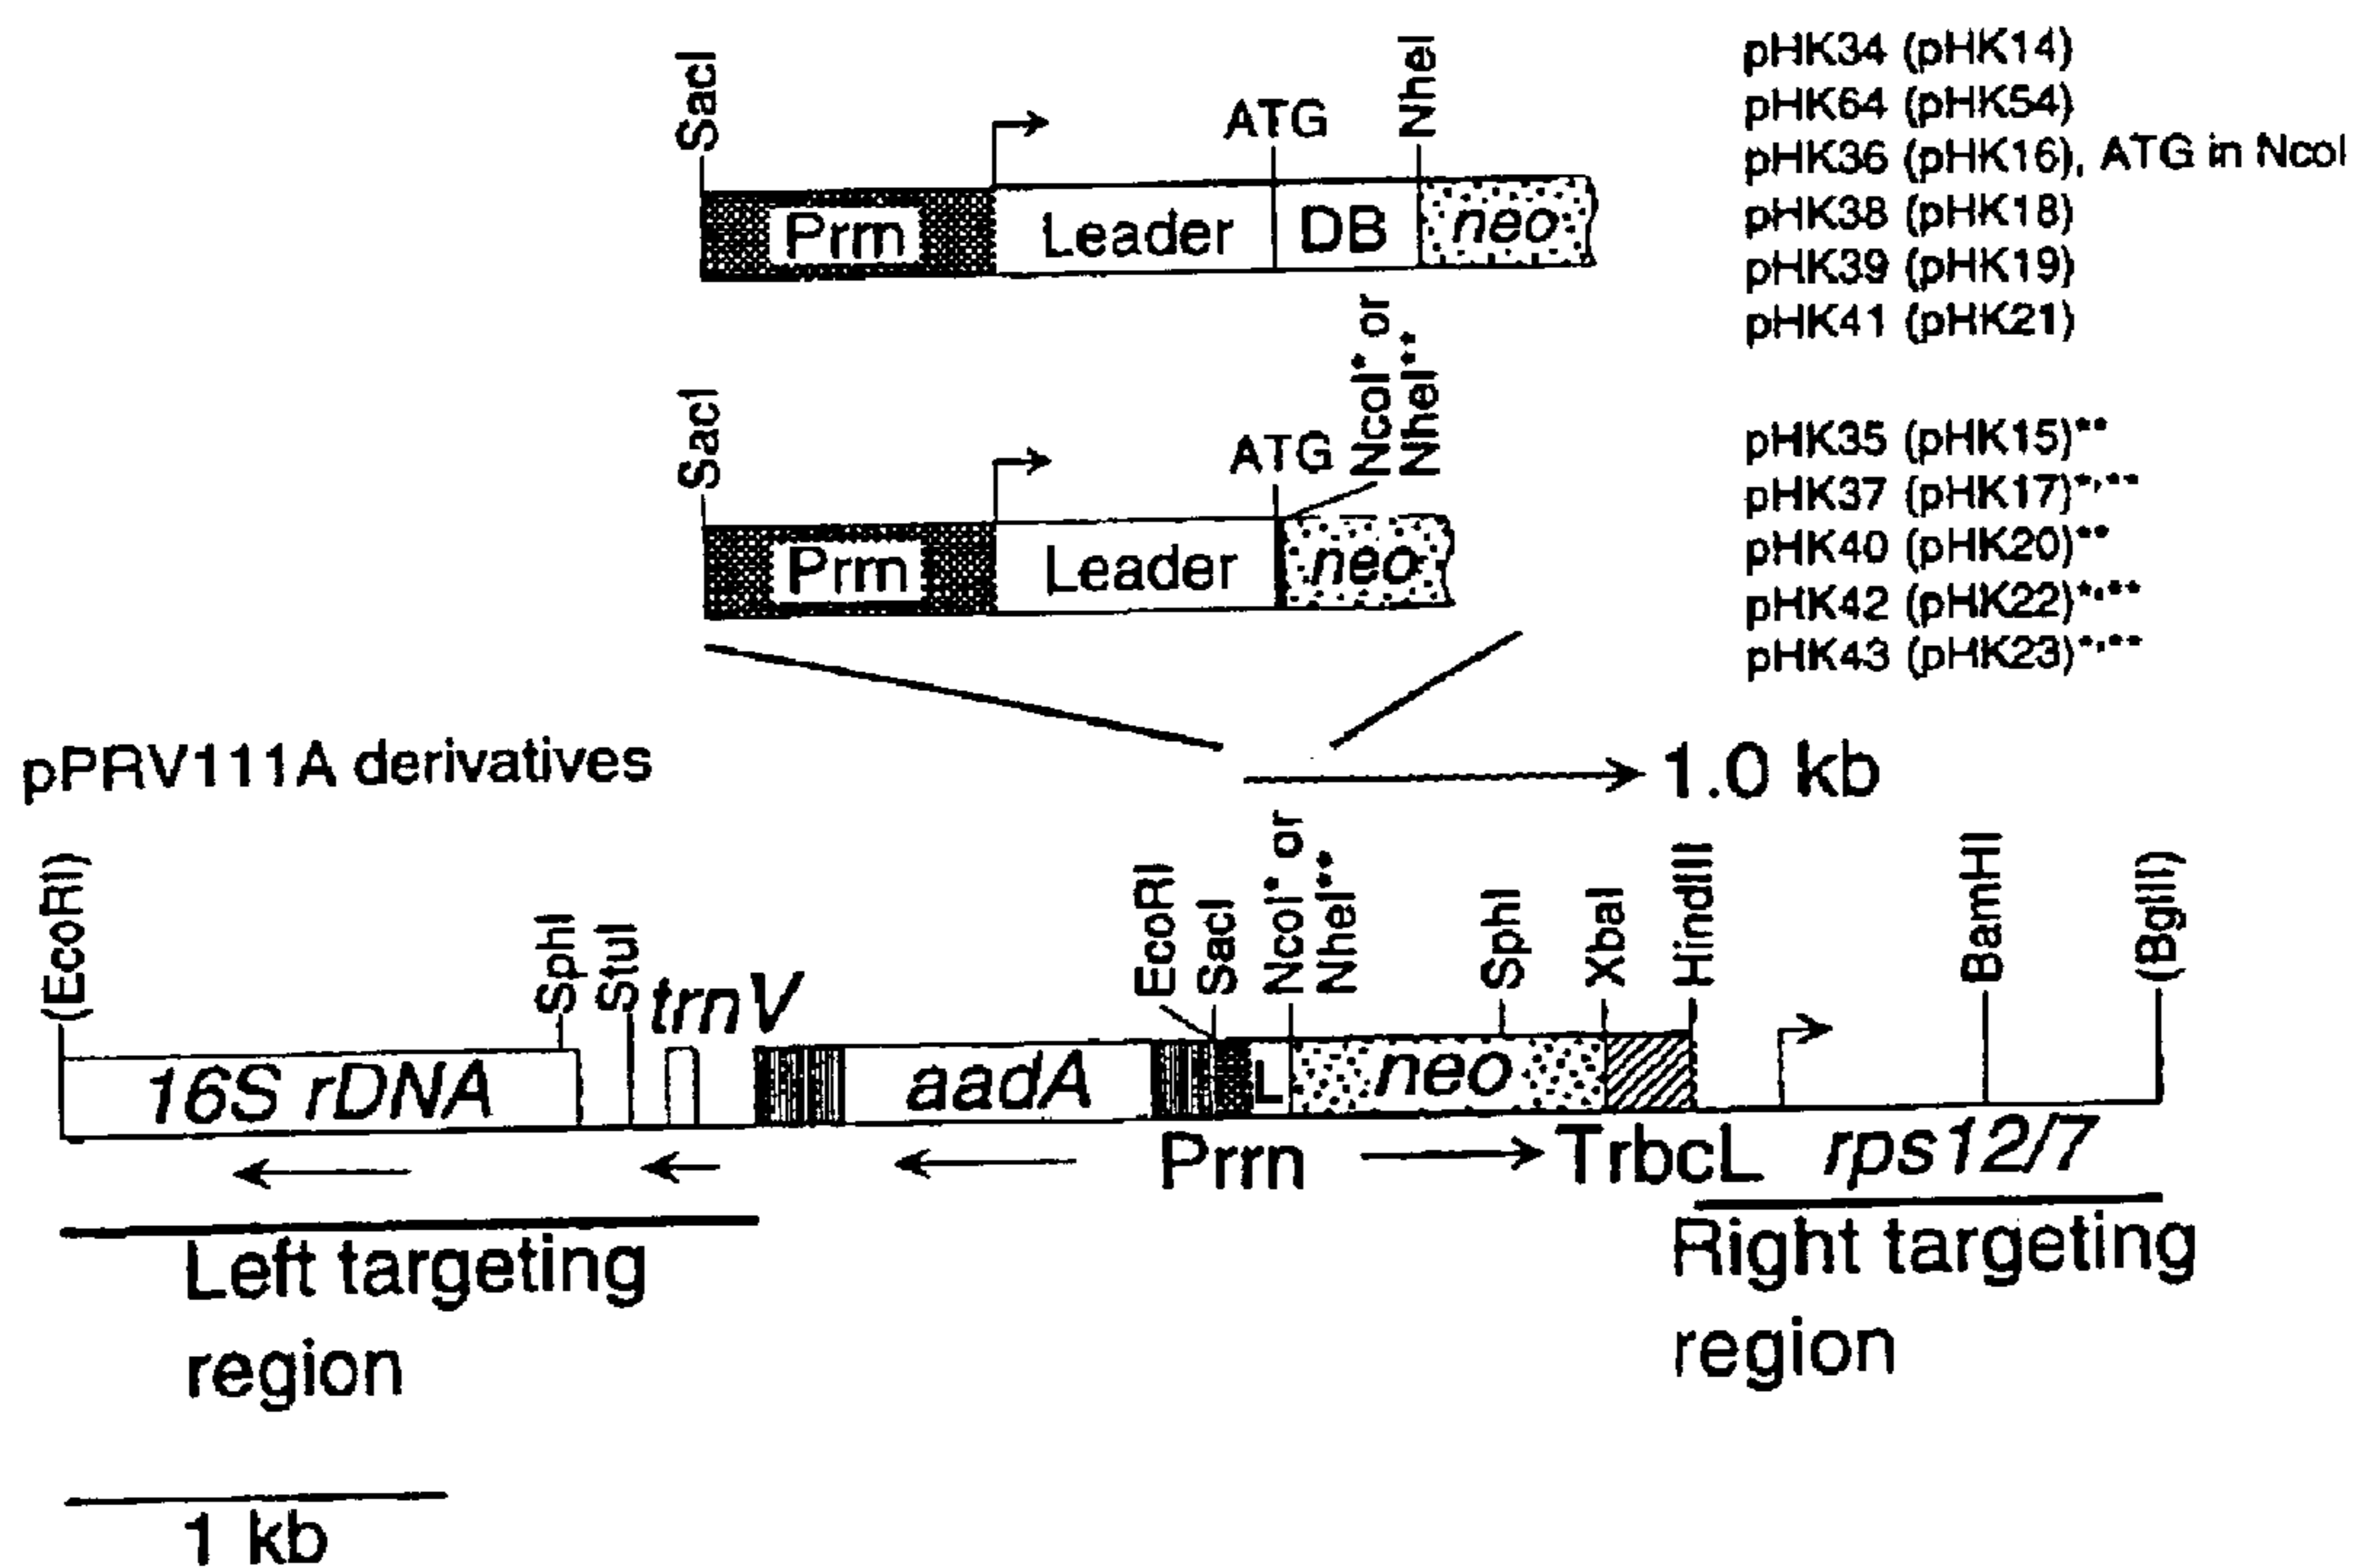 SacI
ATG
NheI
Prrn
Leader
DB
neo
pHK34 (pHK14)
pHK64 (pHK54)
pHK36 (pHK16), ATG in NcoI
pHK38 (pHK18)
pHK39 (pHK19)
pHK41 (pHK21)
SacI
ATG
NcoI* or
NheI**
Prrn
Leader
neo
pHK35 (pHK15)**
pHK37 (pHK17)*,**
pHK40 (pHK20)**
pHK42 (pHK22)*,**
pHK43 (pHK23)*,**
pPRV111A derivatives
1.0 kb
(EcoRI)
SphI
StuI
trnV
EcoRI
SacI
NcoI* or
NheI**
SphI
XbaI
HindIII
BamHI
(BglII)
16S rDNA
aadA
L
neo
Prrn
TrbcL
rps12/7
Left targeting
region
Right targeting
region
1 kb